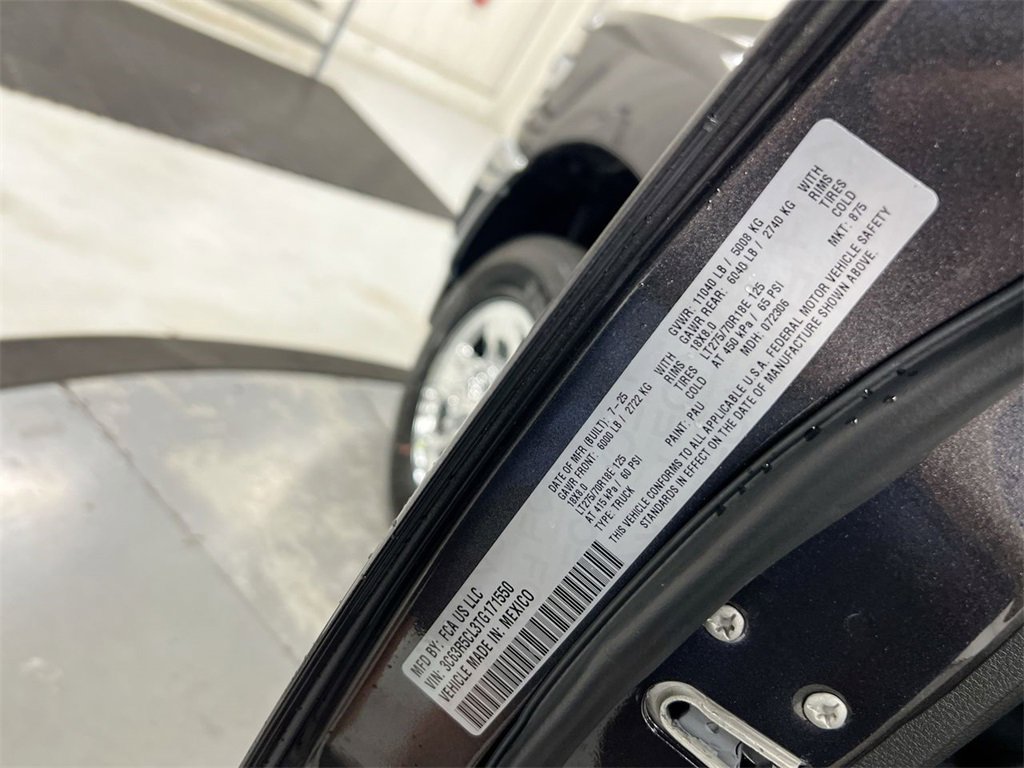 MFD BY: FCA US LLC
VIN: 3C63R5CL3TG171550
VEHICLE MADE IN: MEXICO
DATE OF MFR (BUILT): 7-25 GVWR: 11040 LB / 5008 KG
GAWR FRONT: 6000 LB / 2722 KG WITH GAWR REAR: 6040 LB / 2740 KG WITH
18X8.0 RIMS 18X8.0 RIMS
LT275/70R18E 125 TIRES LT275/70R18E 125 TIRES
AT 415 kPa / 60 PSI COLD AT 450 kPa / 65 PSI COLD
TYPE: TRUCK PAINT: PAU MDH: 072306 MKT: 875
THIS VEHICLE CONFORMS TO ALL APPLICABLE U.S.A. FEDERAL MOTOR VEHICLE SAFETY
STANDARDS IN EFFECT ON THE DATE OF MANUFACTURE SHOWN ABOVE.